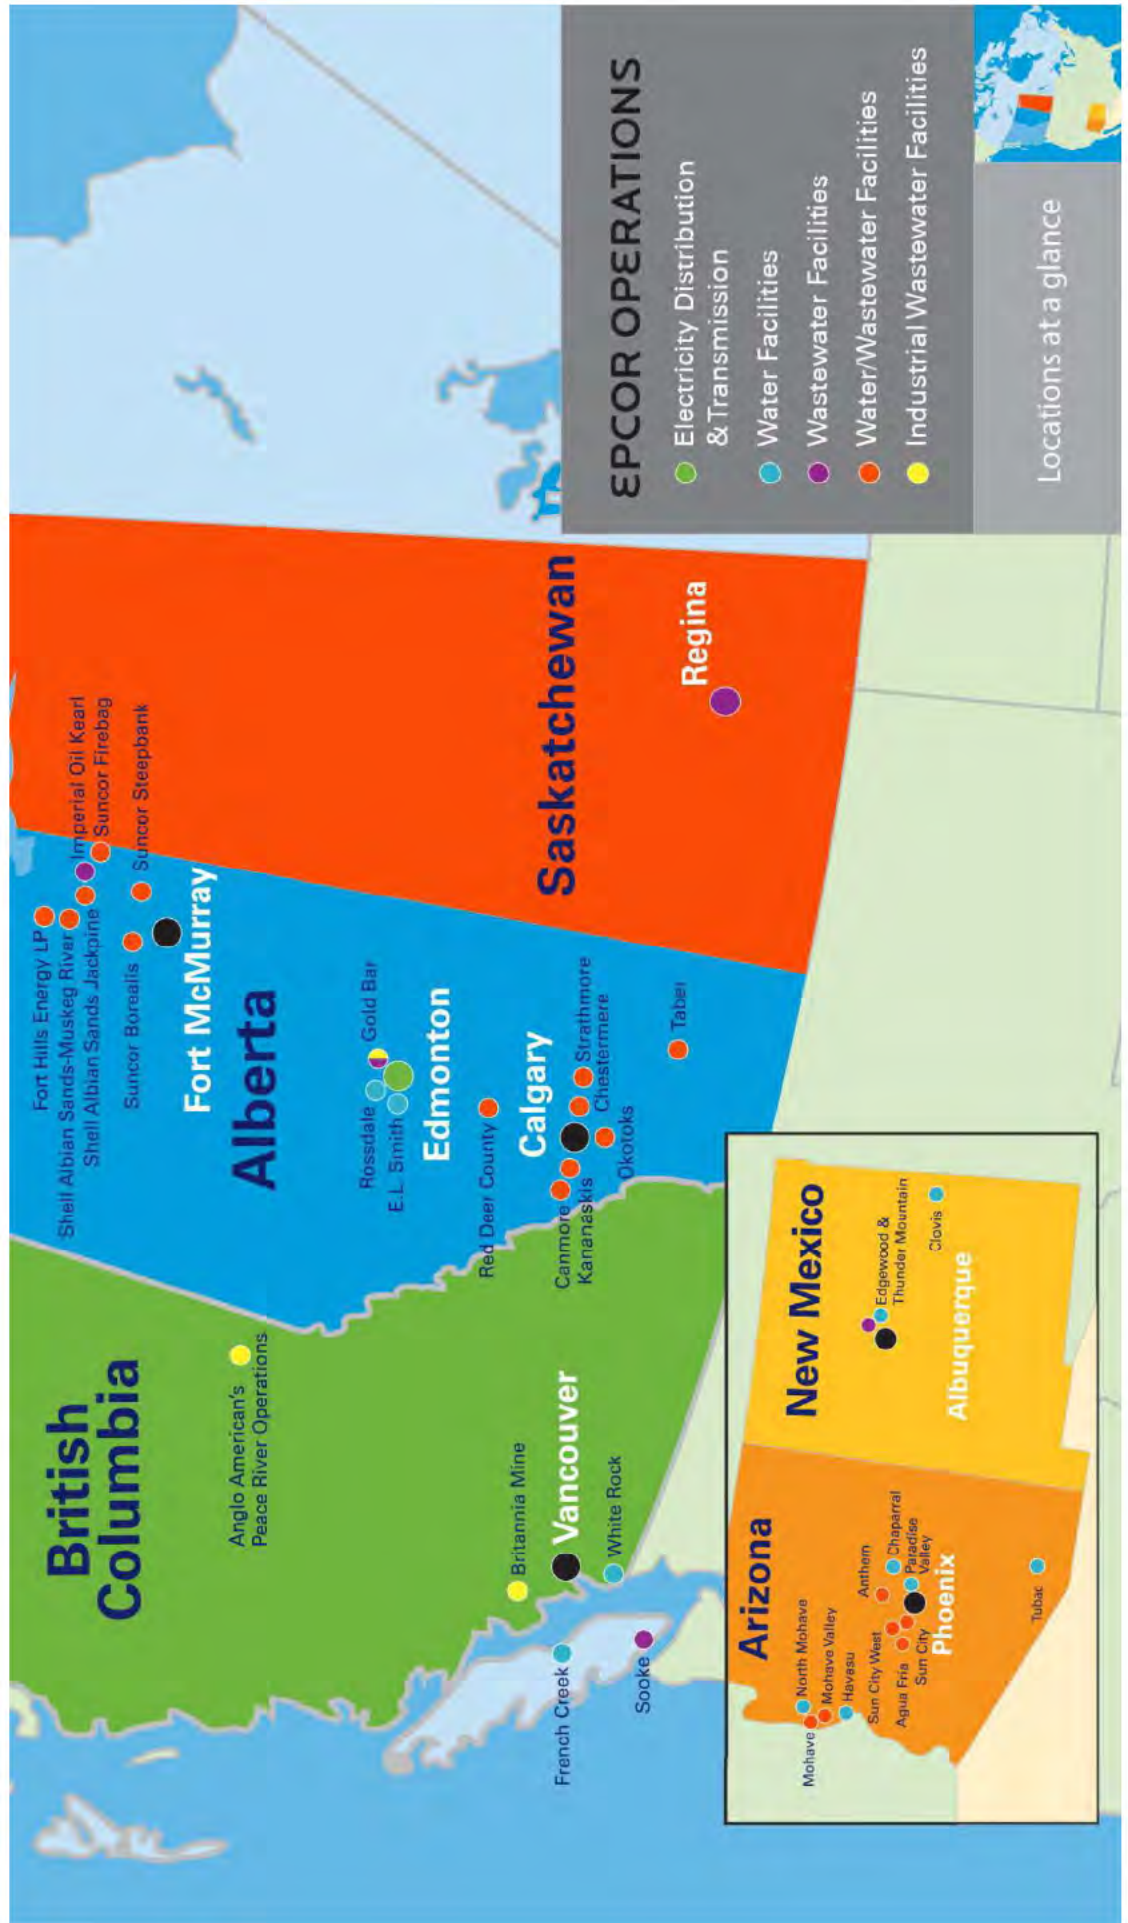 British
Columbia
Anglo American's
Peace River Operations
Britannia Mine
Vancouver
White Rock
French Creek
Sooke
Fort Hills Energy LP
Shell Albian Sands-Muskeg River
Shell Albian Sands Jackpine
Imperial Oil Kearl
Suncor Firebag
Suncor Borealis
Suncor Steepbank
Fort McMurray
Alberta
Rossdale
Gold Bar
E.L. Smith
Edmonton
Red Deer County
Calgary
Canmore
Kananaskis
Strathmore
Chestermere
Okotoks
Taber
Saskatchewan
Regina
Arizona
North Mohave
Mohave
Mohave Valley
Havasu
Anthem
Sun City West
Chaparral
Agua Fria
Paradise
Valley
Sun City
Phoenix
Tubac
New Mexico
Edgewood &
Thunder Mountain
Clovis
Albuquerque
EPCOR OPERATIONS
Electricity Distribution
& Transmission
Water Facilities
Wastewater Facilities
Water/Wastewater Facilities
Industrial Wastewater Facilities
Locations at a glance